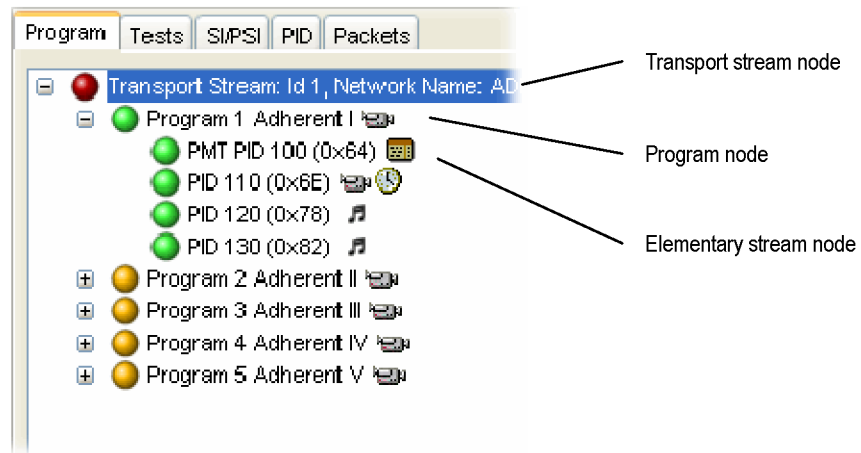 Program Tests SI/PSI PID Packets
Transport Stream: Id 1, Network Name: AD
Transport stream node
Program 1 Adherent I
PMT PID 100 (0x64)
Program node
PID 110 (0x6E)
PID 120 (0x78)
PID 130 (0x82)
Elementary stream node
Program 2 Adherent II
Program 3 Adherent III
Program 4 Adherent IV
Program 5 Adherent V